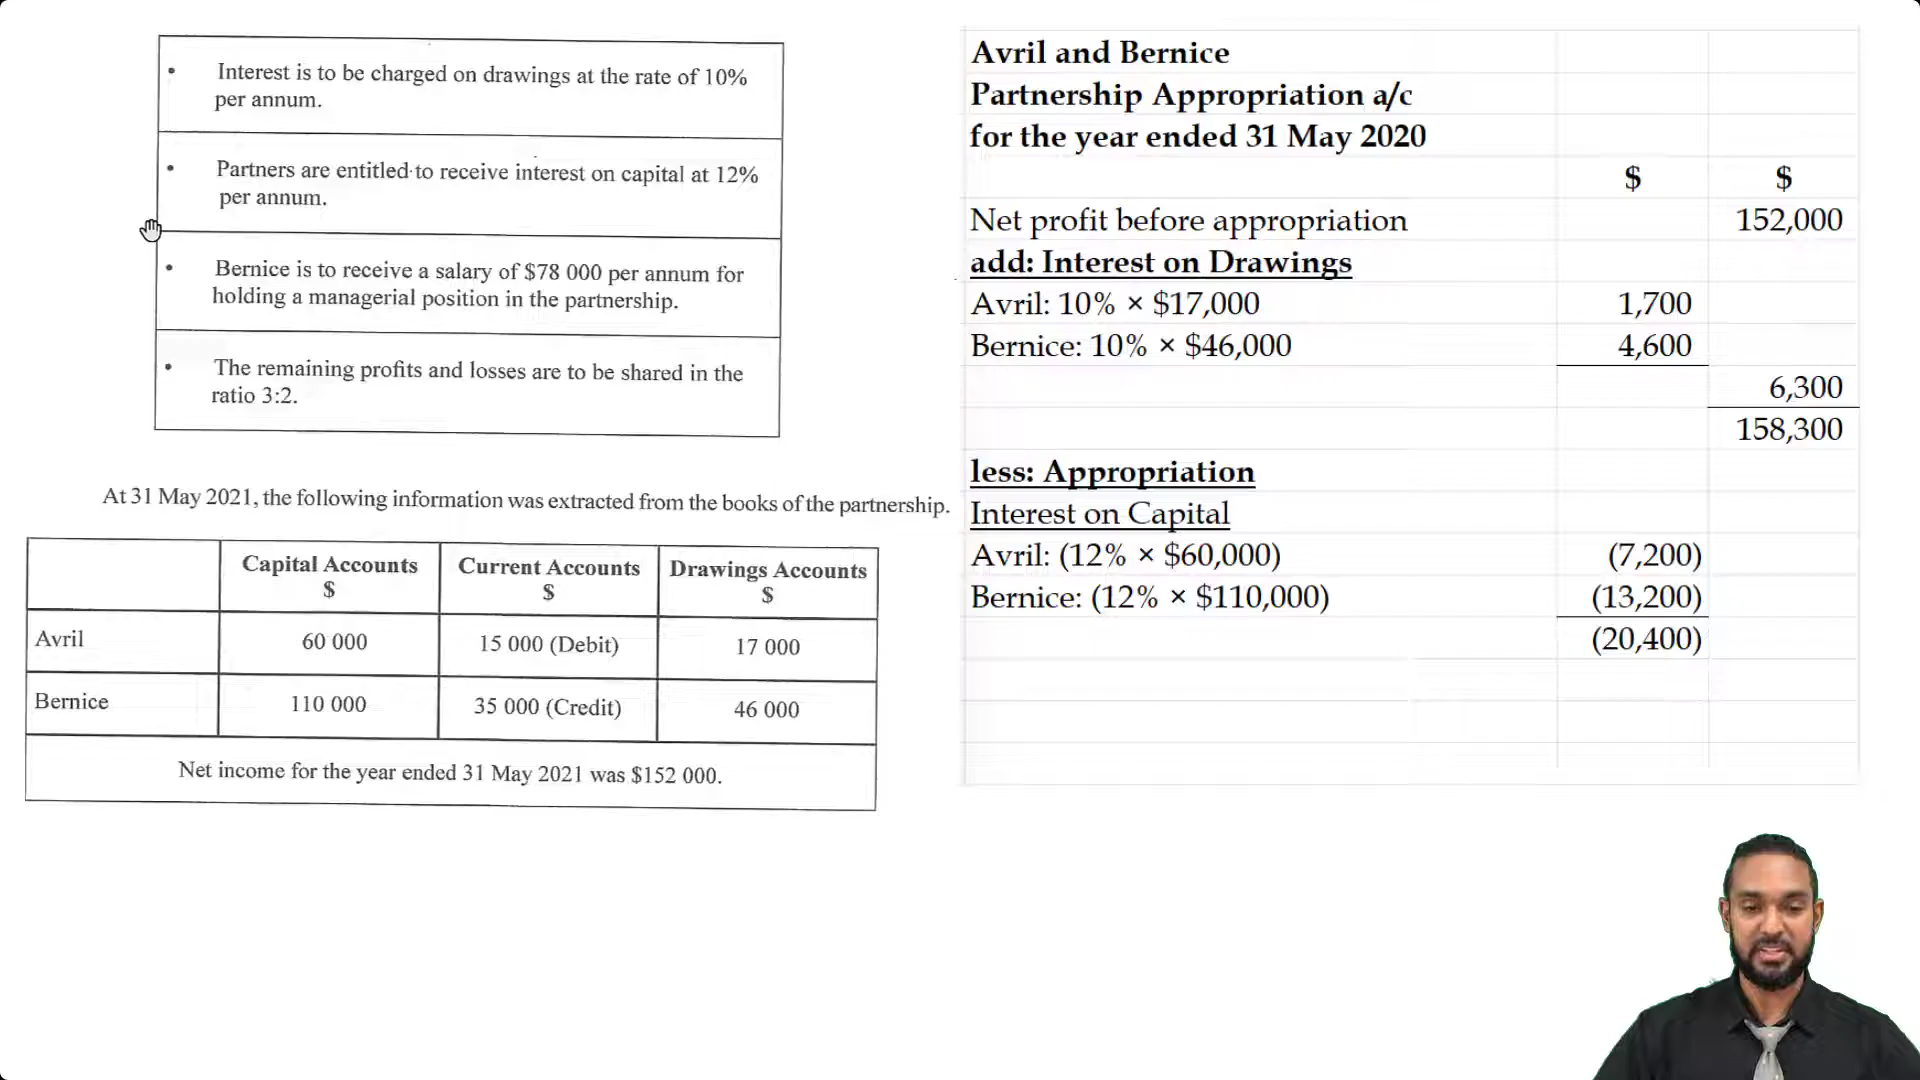 • Interest is to be charged on drawings at the rate of 10%
per annum.
• Partners are entitled to receive interest on capital at 12%
per annum.
• Bernice is to receive a salary of $78 000 per annum for
holding a managerial position in the partnership.
• The remaining profits and losses are to be shared in the
ratio 3:2.
At 31 May 2021, the following information was extracted from the books of the partnership.
Capital Accounts $ Current Accounts $ Drawings Accounts $
Avril 60 000 15 000 (Debit) 17 000
Bernice 110 000 35 000 (Credit) 46 000
Net income for the year ended 31 May 2021 was $152 000.
Avril and Bernice
Partnership Appropriation a/c
for the year ended 31 May 2020
$ $
Net profit before appropriation 152,000
add: Interest on Drawings
Avril: 10% × $17,000 1,700
Bernice: 10% × $46,000 4,600
6,300
158,300
less: Appropriation
Interest on Capital
Avril: (12% × $60,000) (7,200)
Bernice: (12% × $110,000) (13,200)
(20,400)